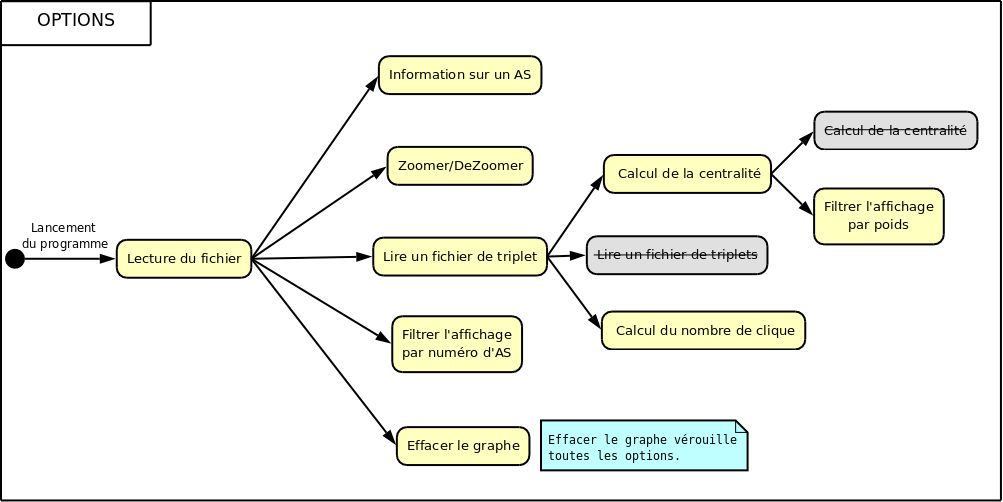 OPTIONS
Information sur un AS
Calcul de la centralité
Zoomer/DeZoomer
Calcul de la centralité
Filtrer l'affichage
par poids
Lancement
du programme
Lecture du fichier
Lire un fichier de triplet
Lire un fichier de triplets
Filtrer l'affichage
par numéro d'AS
Calcul du nombre de clique
Effacer le graphe
Effacer le graphe vérouille
toutes les options.